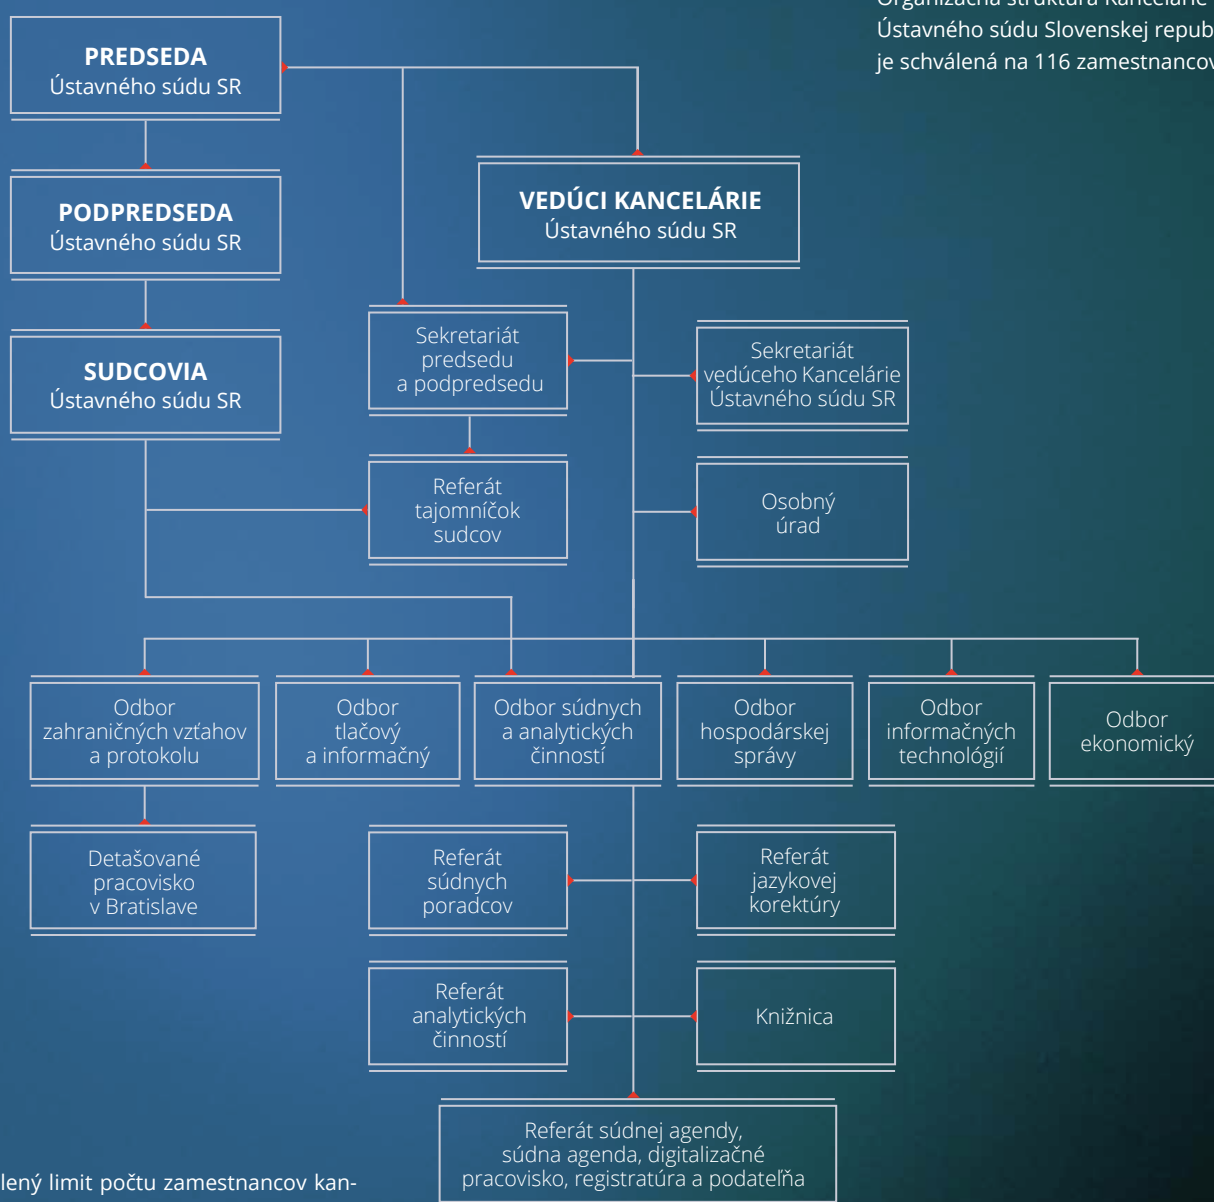 Organizačná štruktúra Kancelárie
Ústavného súdu Slovenskej repub
je schválená na 116 zamestnancov
PREDSEDA
Ústavného súdu SR
PODPREDSEDA
Ústavného súdu SR
VEDÚCI KANCELÁRIE
Ústavného súdu SR
SUDCOVIA
Ústavného súdu SR
Sekretariát
predsedu
a podpredsedu
Sekretariát
vedúceho Kancelárie
Ústavného súdu SR
Referát
tajomníčok
sudcov
Osobný
úrad
Odbor
zahraničných vzťahov
a protokolu
Odbor
tlačový
a informačný
Odbor súdnych
a analytických
činností
Odbor
hospodárskej
správy
Odbor
informačných
technológií
Odbor
ekonomický
Detašované
pracovisko
v Bratislave
Referát
súdnych
poradcov
Referát
jazykovej
korektúry
Referát
analytických
činností
Knižnica
Referát súdnej agendy,
súdna agenda, digitalizačné
pracovisko, registratúra a podateľňa
lený limit počtu zamestnancov kan-